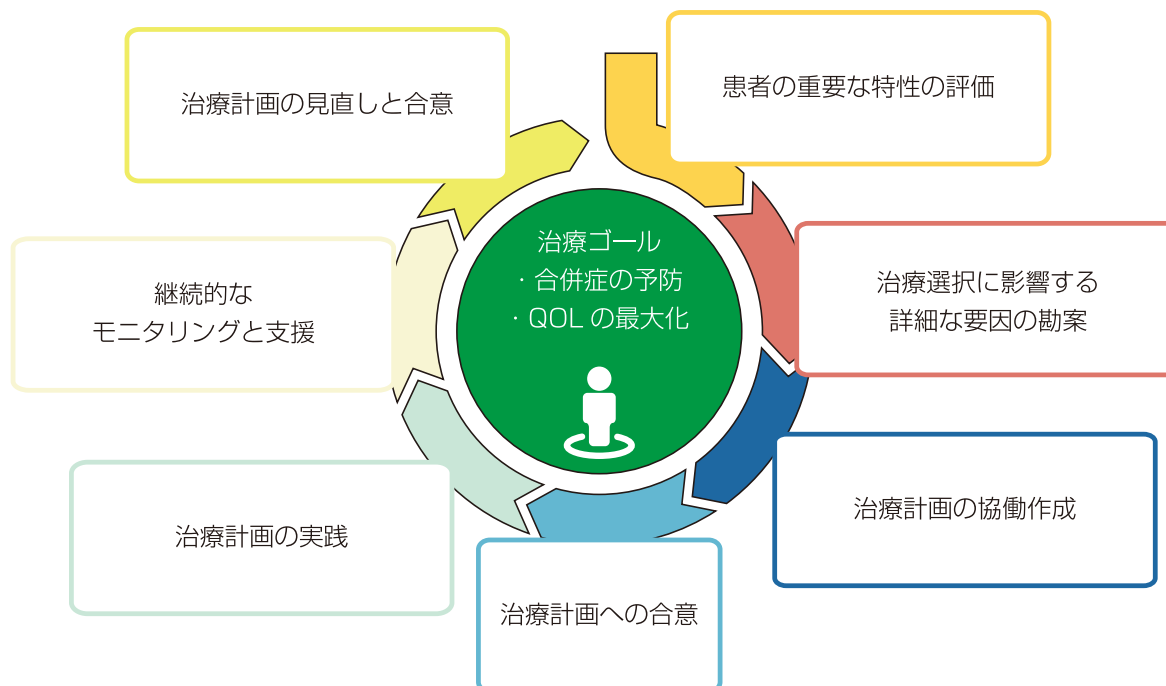 治療計画の見直しと合意
患者の重要な特性の評価
治療ゴール
・合併症の予防
・QOLの最大化
治療選択に影響する
詳細な要因の勘案
継続的な
モニタリングと支援
治療計画の協働作成
治療計画の実践
治療計画への合意